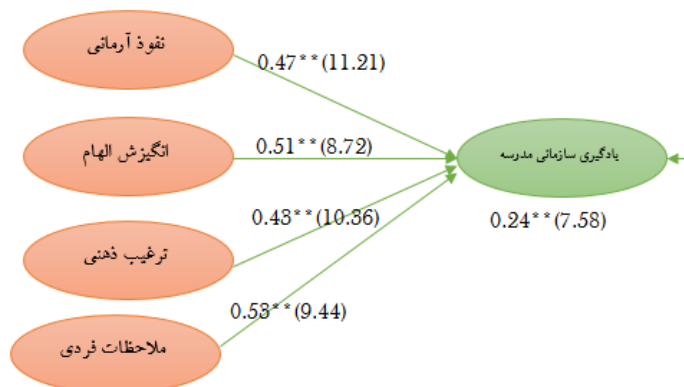 نفوذ آرمانی
0.47**(11.21)
انگیزش الهام
0.51**(8.72)
یادگیری سازمانی مدرسه
0.43**(10.36)
0.24**(7.58)
ترغیب ذهنی
0.53**(9.44)
ملاحظات فردی